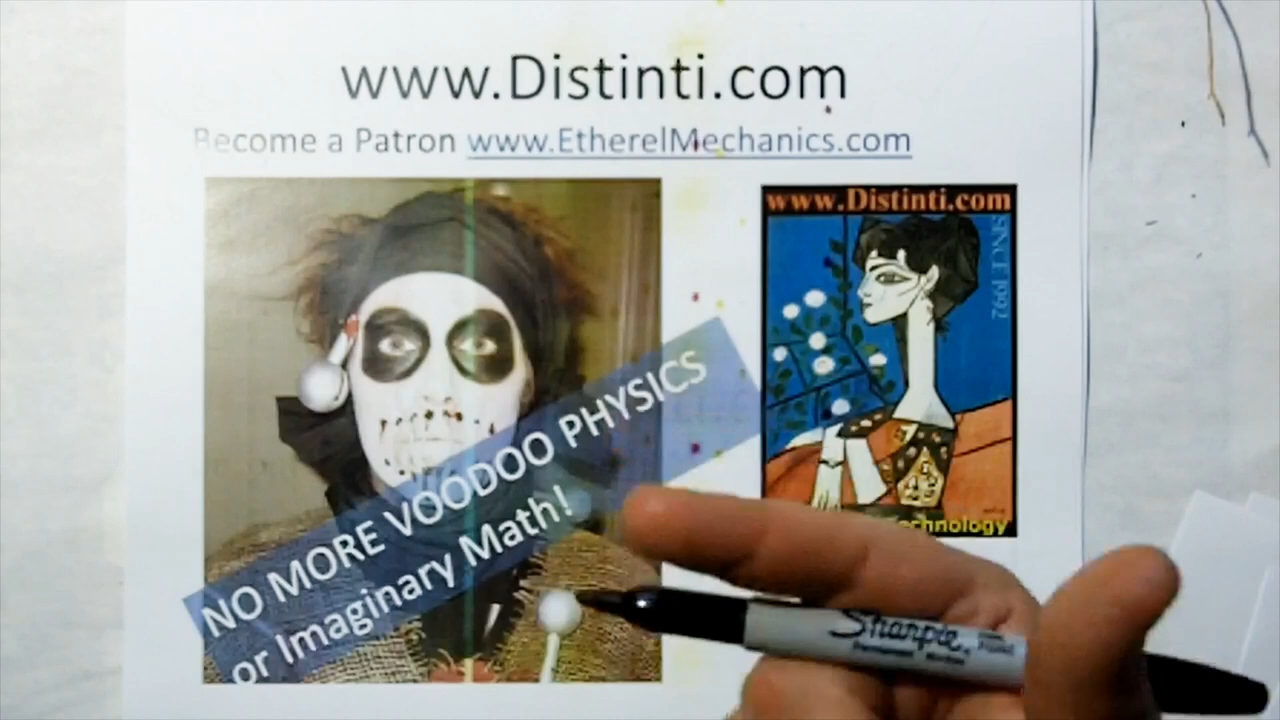 www.Distinti.com
Become a Patron www.EtherelMechanics.com
www.Distinti.com
SINCE 1992
NO MORE VOODOO PHYSICS
or Imaginary Math!
chnology
Sharpie